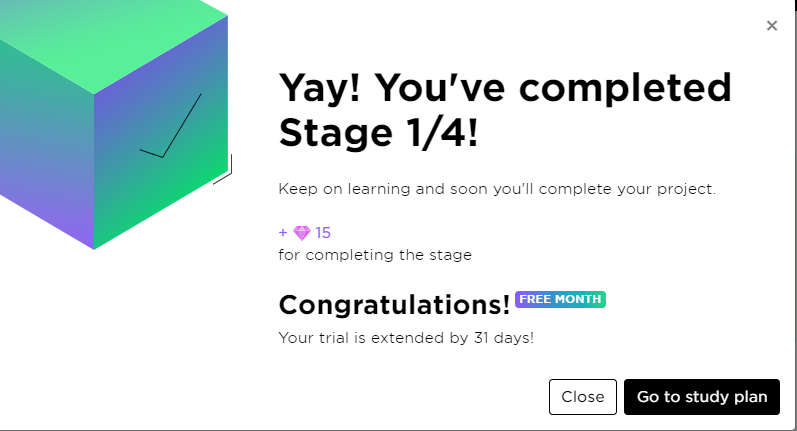 Yay! You've completed
Stage 1/4!
Keep on learning and soon you'll complete your project.
+ 15
for completing the stage
Congratulations! FREE MONTH
Your trial is extended by 31 days!
Close Go to study plan